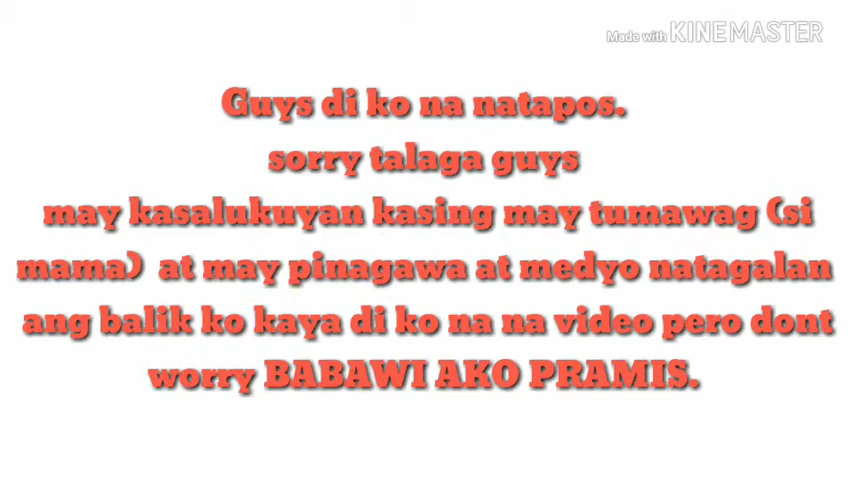 Made with KINEMASTER
Guys di ko na natapos.
sorry talaga guys
may kasalukuyan kasing may tumawag (si
mama) at may pinagawa at medyo natagalan
ang balik ko kaya di ko na na video pero dont
worry BABAWI AKO PRAMIS.